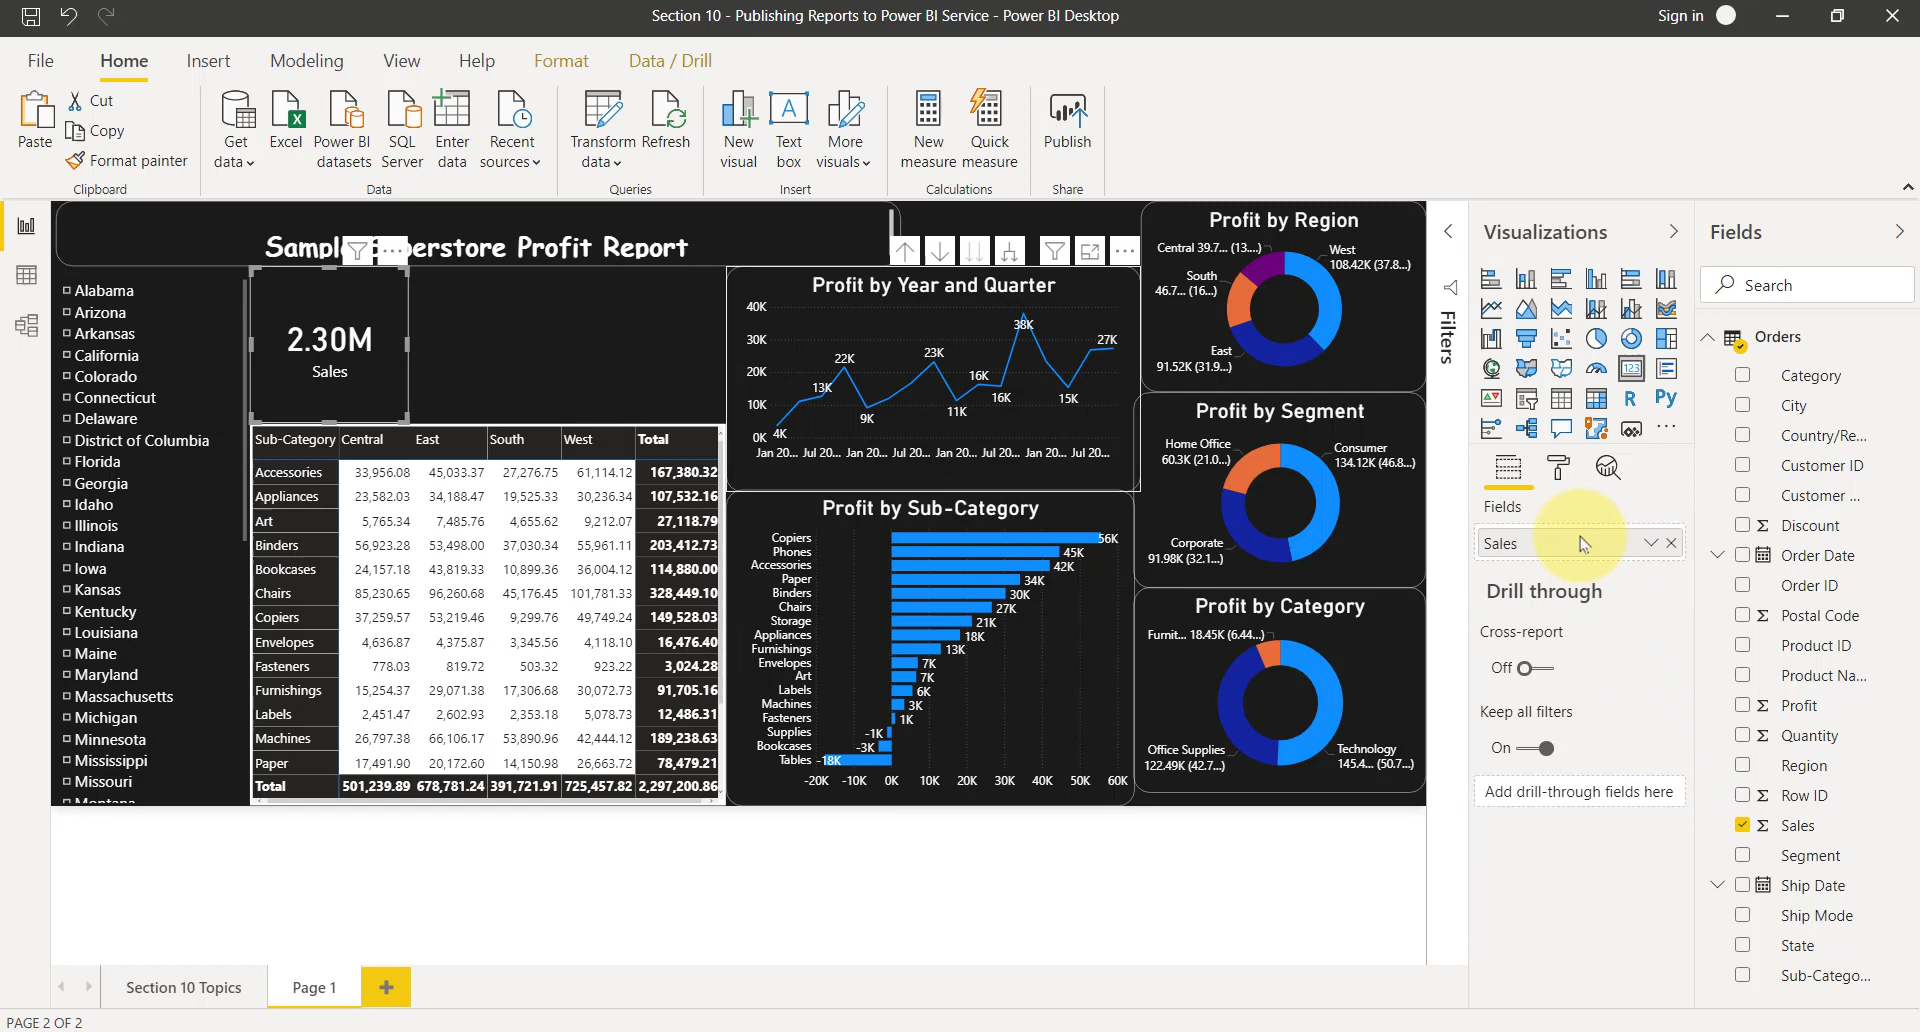 Section 10 - Publishing Reports to Power BI Service - Power BI Desktop
Sign in
File
Home
Insert
Modeling
View
Help
Format
Data / Drill
Paste
Cut
Copy
Format painter
Clipboard
Get data
Excel
Power BI datasets
SQL Server
Enter data
Recent sources
Data
Transform data
Refresh
Queries
New visual
A
Text box
More visuals
Insert
New measure
Quick measure
Calculations
Publish
Share
Superstore Profit Report
Alabama
Arizona
Arkansas
California
Colorado
Connecticut
Delaware
District of Columbia
Florida
Georgia
Idaho
Illinois
Indiana
Iowa
Kansas
Kentucky
Louisiana
Maine
Maryland
Massachusetts
Michigan
Minnesota
Mississippi
Missouri
2.30M
Sales
Sub-Category Central East South West Total
Accessories 33,956.08 45,033.37 27,276.75 61,114.12 167,380.32
Appliances 23,582.03 34,188.47 19,525.33 30,236.34 107,532.16
Art 5,765.34 7,485.76 4,655.62 9,212.07 27,118.79
Binders 56,923.28 53,498.00 37,030.34 55,961.11 203,412.73
Bookcases 24,157.18 43,819.33 10,899.36 36,004.12 114,880.00
Chairs 85,230.65 96,260.68 45,176.45 101,781.33 328,449.10
Copiers 37,259.57 53,219.46 9,299.76 49,749.24 149,528.03
Envelopes 4,636.87 4,375.87 3,345.56 4,118.10 16,476.40
Fasteners 778.03 819.72 503.32 923.22 3,024.28
Furnishings 15,254.37 29,071.38 17,306.68 30,072.73 91,705.16
Labels 2,451.47 2,602.93 2,353.18 5,078.73 12,486.31
Machines 26,797.38 66,106.17 53,890.96 42,444.12 189,238.63
Paper 17,491.90 20,172.60 14,150.98 26,663.72 78,479.21
Total 501,239.89 678,781.24 391,721.91 725,457.82 2,297,200.86
Profit by Year and Quarter
40K
30K
20K
10K
0K
4K
13K
22K
9K
23K
11K
16K
16K
38K
15K
27K
Jan 20... Jul 20... Jan 20... Jul 20... Jan 20... Jul 20... Jan 20... Jul 20...
Profit by Sub-Category
Copiers 56K
Phones 45K
Accessories 42K
Paper 34K
Binders 30K
Chairs 27K
Storage 21K
Appliances 18K
Furnishings 13K
Envelopes 7K
Art 7K
Labels 6K
Machines 3K
Fasteners 1K
Supplies -1K
Bookcases -3K
Tables -18K
-20K -10K 0K 10K 20K 30K 40K 50K 60K
Profit by Region
Central 39.7... (13....)
West
108.42K (37.8...)
South
46.7... (16...)
East
91.52K (31.9...)
Profit by Segment
Home Office
60.3K (21.0...)
Consumer
134.12K (46.8...)
Corporate
91.98K (32.1...)
Profit by Category
Furnit... 18.45K (6.44...)
Office Supplies
122.49K (42.7...)
Technology
145.4... (50.7...)
Filters
Visualizations
123
R
Py
Fields
Sales
Drill through
Cross-report
Off
Keep all filters
On
Add drill-through fields here
Fields
Search
Orders
Category
City
Country/Re...
Customer ID
Customer ...
Σ Discount
Order Date
Order ID
Σ Postal Code
Product ID
Product Na...
Σ Profit
Σ Quantity
Region
Σ Row ID
Σ Sales
Segment
Ship Date
Ship Mode
State
Sub-Catego...
Section 10 Topics
Page 1
PAGE 2 OF 2